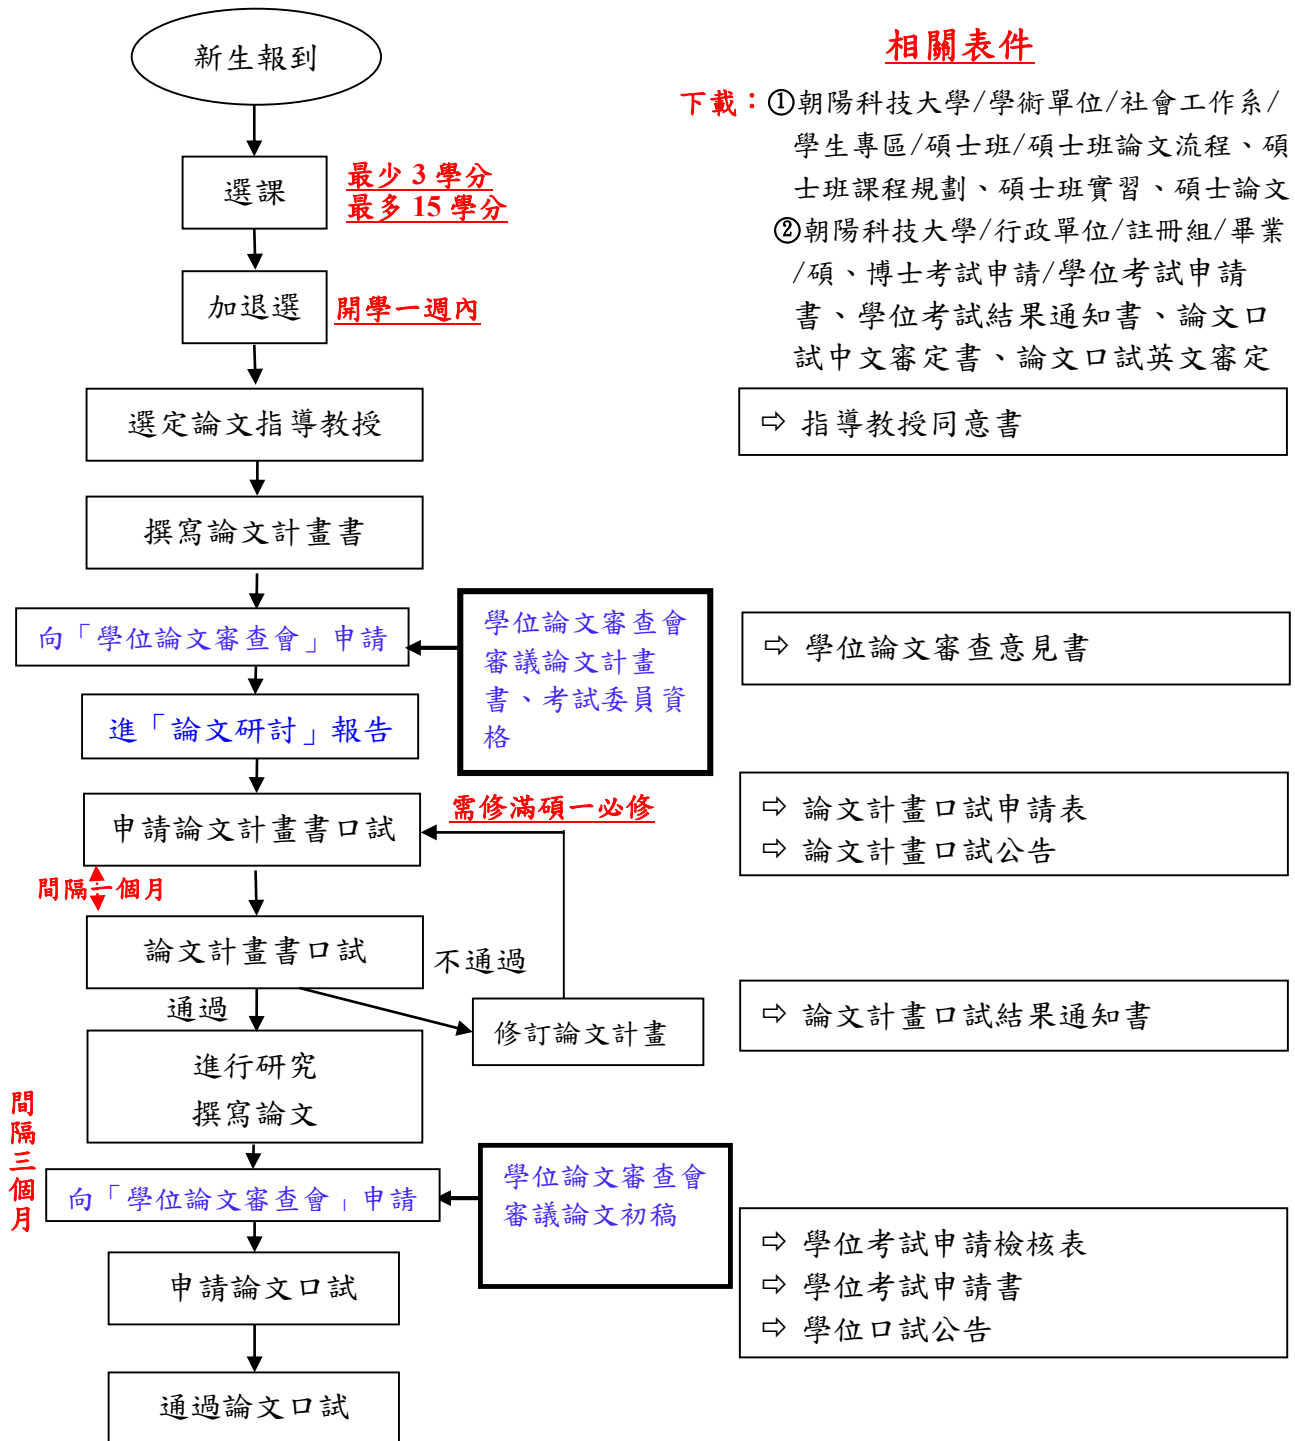 新生報到
相關表件
下載：①朝陽科技大學/學術單位/社會工作系/
學生專區/碩士班/碩士班論文流程、碩
士班課程規劃、碩士班實習、碩士論文
②朝陽科技大學/行政單位/註冊組/畢業
/碩、博士考試申請/學位考試申請
書、學位考試結果通知書、論文口
試中文審定書、論文口試英文審定
選課
最少 3 學分
最多 15 學分
加退選
開學一週內
選定論文指導教授
⇨ 指導教授同意書
撰寫論文計畫書
向「學位論文審查會」申請
學位論文審查會
審議論文計畫
書、考試委員資
格
⇨ 學位論文審查意見書
進「論文研討」報告
申請論文計畫書口試
需修滿碩一必修
⇨ 論文計畫口試申請表
⇨ 論文計畫口試公告
間隔一個月
論文計畫書口試
不通過
通過
修訂論文計畫
⇨ 論文計畫口試結果通知書
進行研究
撰寫論文
間隔三個月
向「學位論文審查會」申請
學位論文審查會
審議論文初稿
申請論文口試
⇨ 學位考試申請檢核表
⇨ 學位考試申請書
⇨ 學位口試公告
通過論文口試